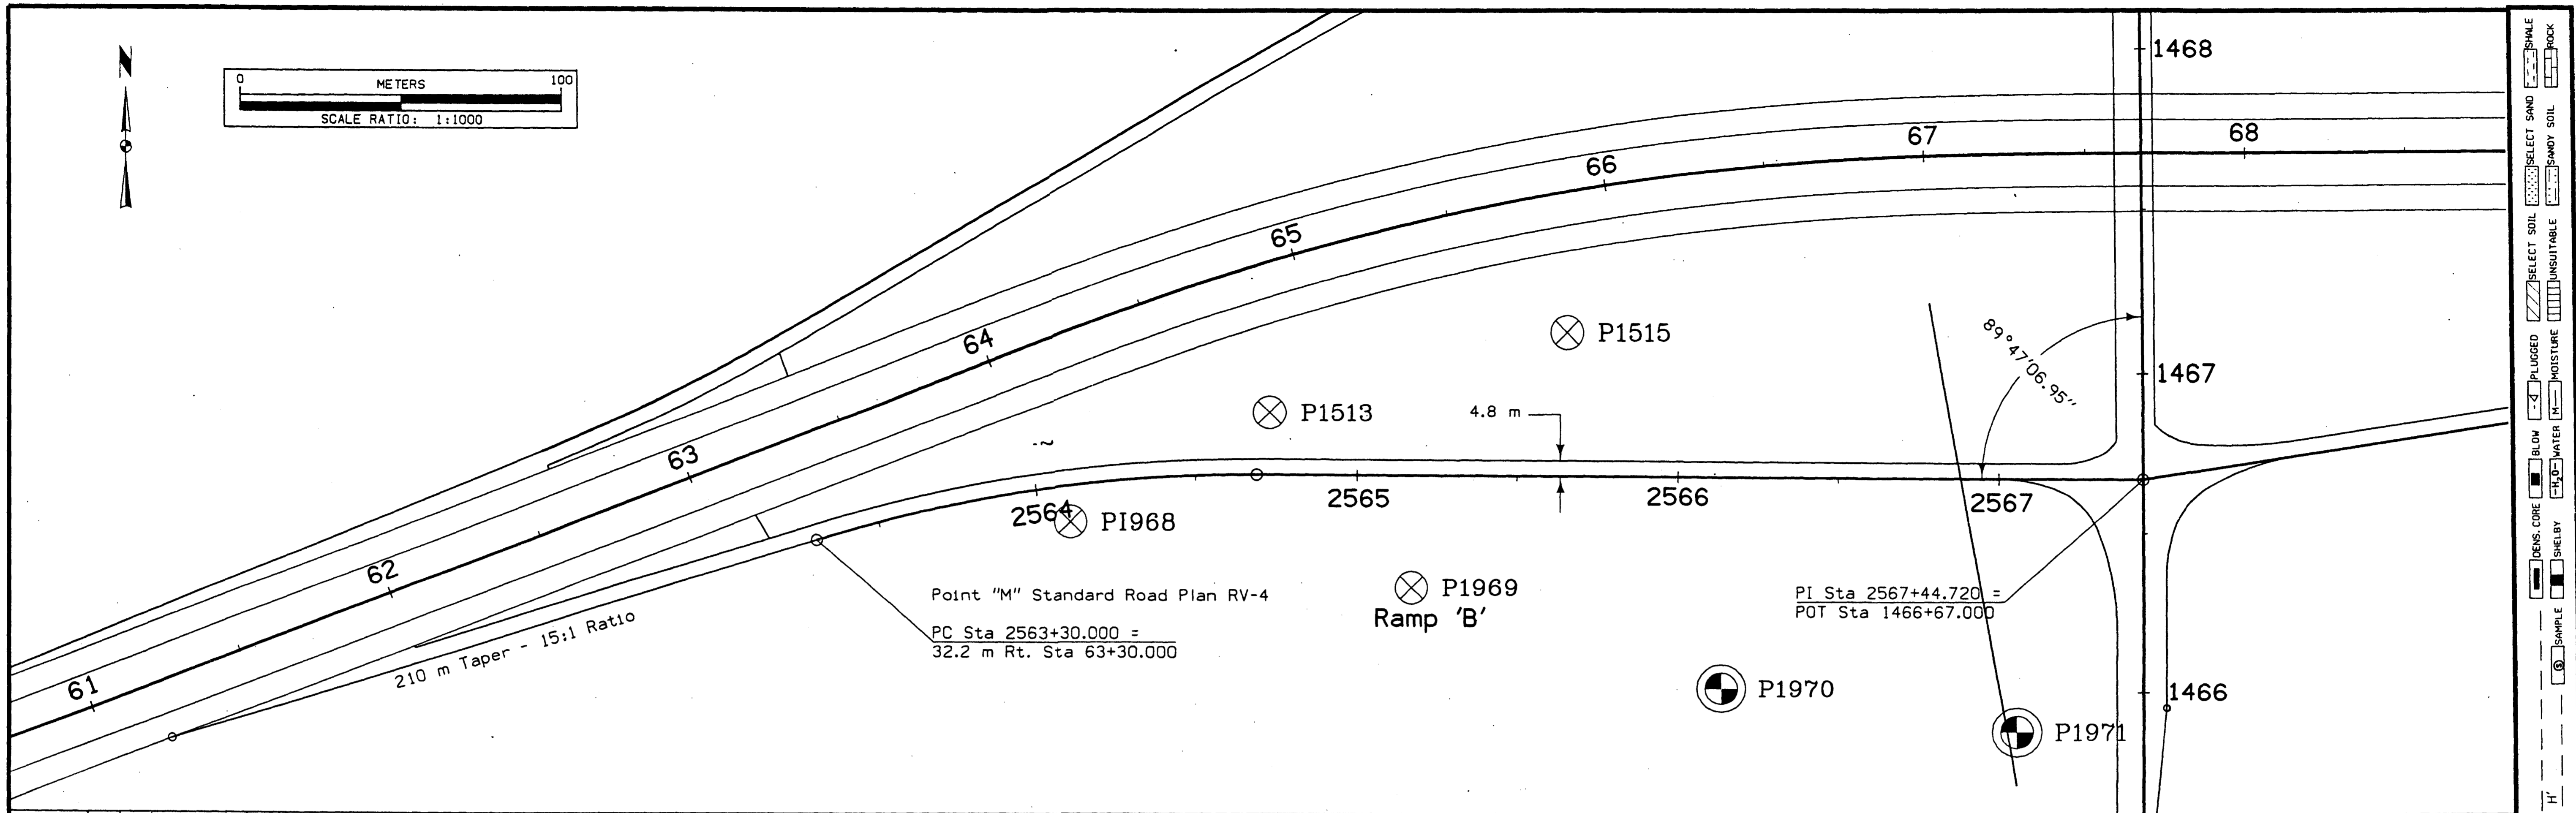 N
0 METERS 100
SCALE RATIO: 1:1000
1468
67
68
66
65
64
63
62
61
P1515
P1513
4.8 m
89°47'06.95"
1467
2564
2565
2566
2567
PI968
P1969
Ramp 'B'
Point "M" Standard Road Plan RV-4
PC Sta 2563+30.000 =
32.2 m Rt. Sta 63+30.000
210 m Taper - 15:1 Ratio
PI Sta 2567+44.720 =
POT Sta 1466+67.000
P1970
P1971
1466
SHALE
ROCK
SELECT SAND
SANDY SOIL
SELECT SOIL
UNSUITABLE
PLUGGED
M MOISTURE
BLOW
-H₂O- WATER
DENS. CORE
SHELBY
S SAMPLE
H'